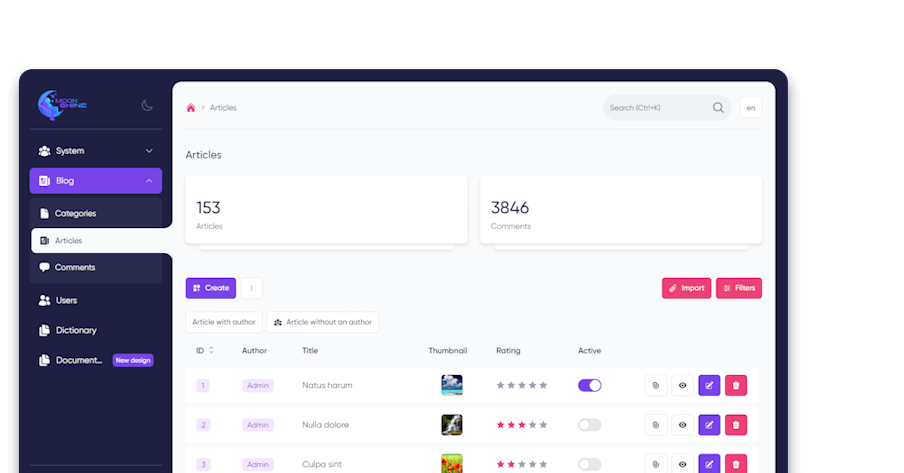 MOON
SHINE
Articles
Search (Ctrl+K)
en
System
Articles
Blog
153
3846
Articles
Comments
Categories
Articles
Comments
Create
Import
Filters
Users
Article with author
Article without an author
Dictionary
ID
Author
Title
Thumbnail
Rating
Active
Document...
New design
1
Admin
Natus harum
2
Admin
Nulla dolore
3
Admin
Culpa sint